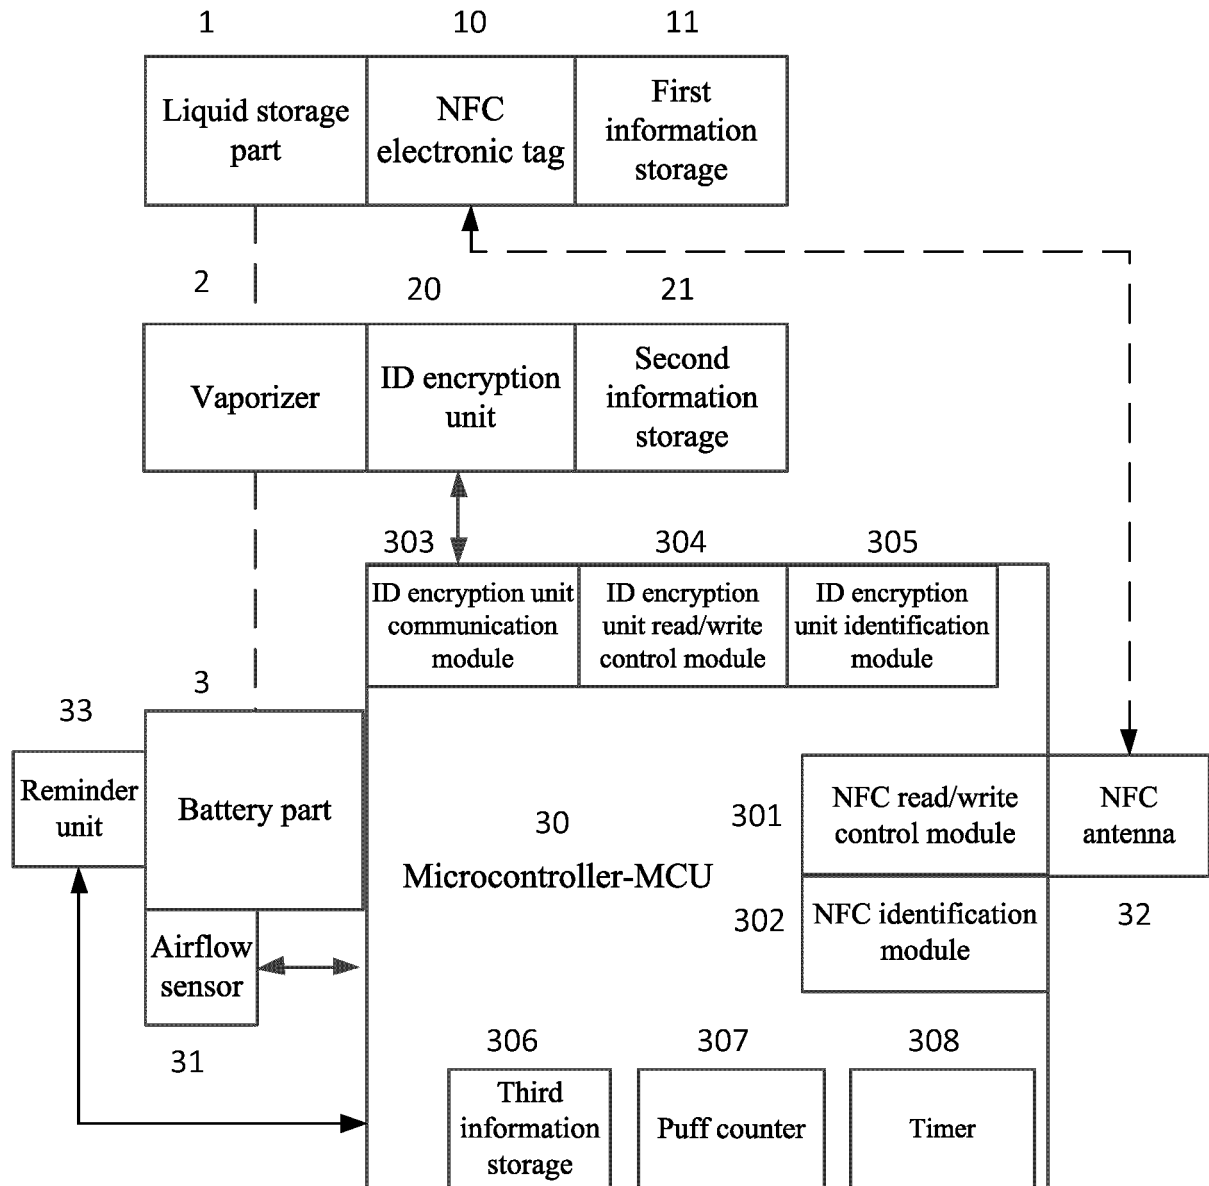 1
10
11
Liquid storage
part
NFC
electronic tag
First
information
storage
2
20
21
Vaporizer
ID encryption
unit
Second
information
storage
303
304
305
ID encryption unit
communication
module
ID encryption
unit read/write
control module
ID encryption
unit identification
module
3
33
Reminder
unit
Battery part
30
Microcontroller-MCU
301
NFC read/write
control module
NFC
antenna
302
NFC identification
module
32
Airflow
sensor
31
306
307
308
Third
information
storage
Puff counter
Timer